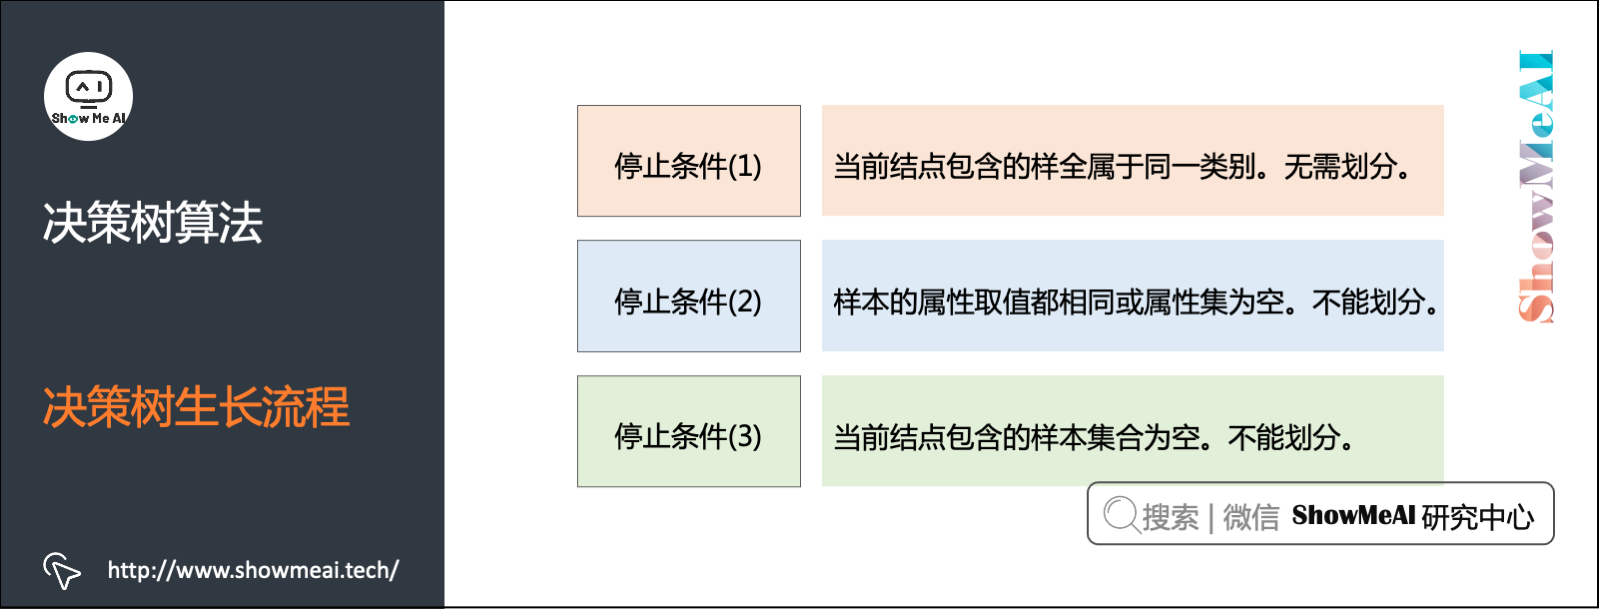 Show Me AI
决策树算法
决策树生长流程
http://www.showmeai.tech/
停止条件(1)
当前结点包含的样全属于同一类别。无需划分。
停止条件(2)
样本的属性取值都相同或属性集为空。不能划分。
停止条件(3)
当前结点包含的样本集合为空。不能划分。
ShowMeAI
搜索 | 微信 ShowMeAI 研究中心